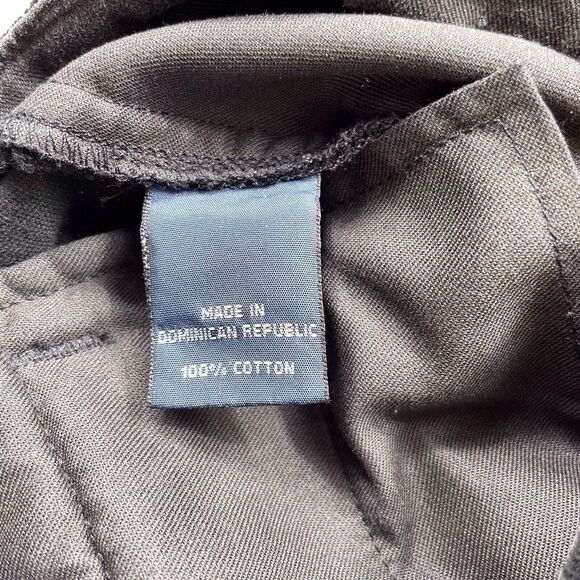 MADE IN
DOMINICAN REPUBLIC
100% COTTON